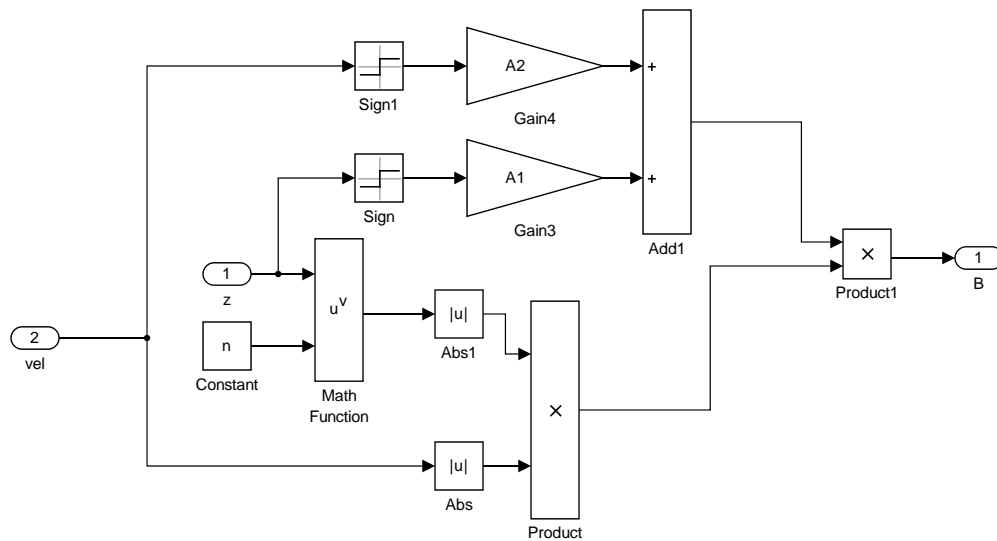 A2
+
Sign1
Gain4
A1
+
Sign
Gain3
Add1
1
z
u^v
×
1
Product1
B
|u|
2
n
vel
Abs1
Constant
Math
Function
×
|u|
Abs
Product